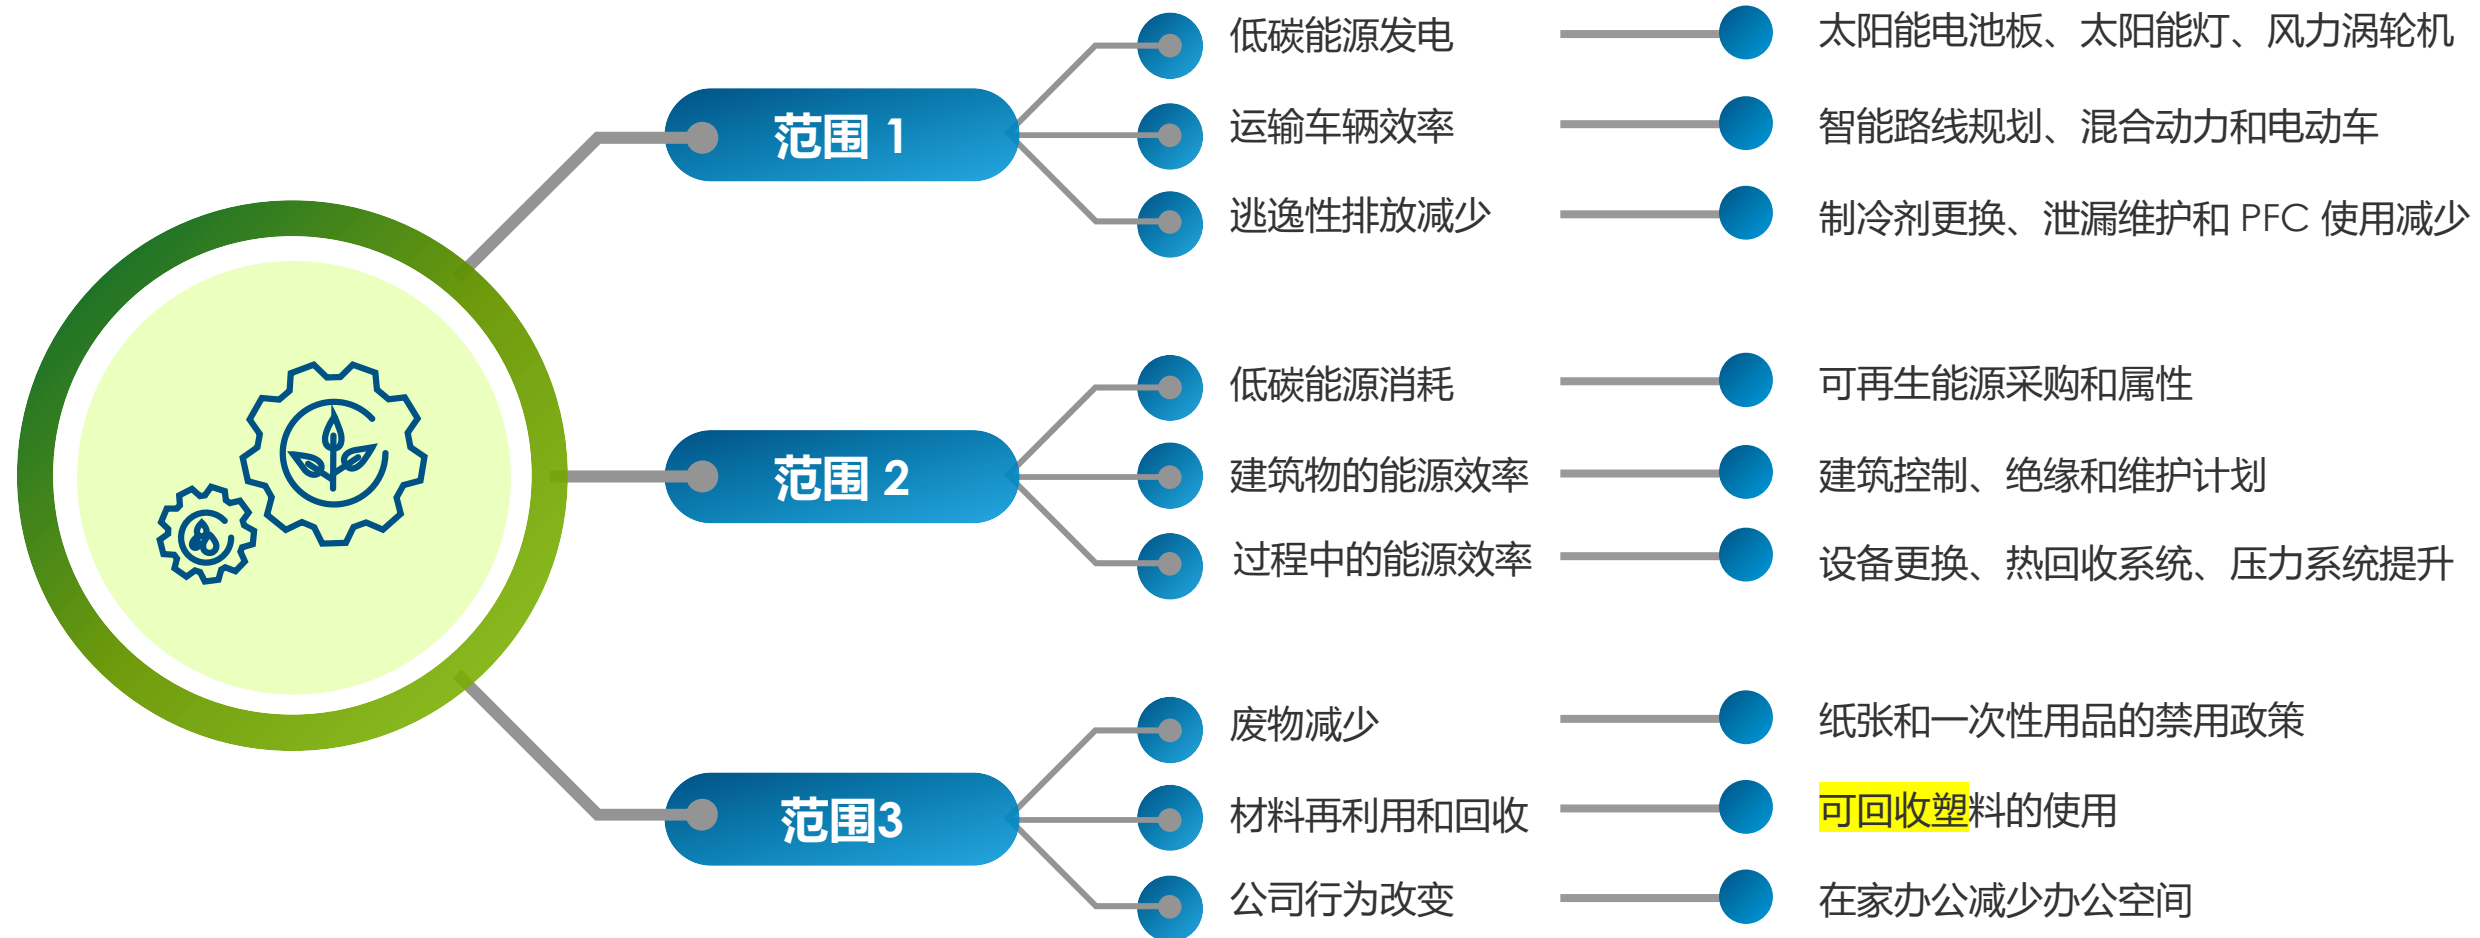 范围 1
低碳能源发电
太阳能电池板、太阳能灯、风力涡轮机
运输车辆效率
智能路线规划、混合动力和电动车
逃逸性排放减少
制冷剂更换、泄漏维护和 PFC 使用减少
范围 2
低碳能源消耗
可再生能源采购和属性
建筑物的能源效率
建筑控制、绝缘和维护计划
过程中的能源效率
设备更换、热回收系统、压力系统提升
范围3
废物减少
纸张和一次性用品的禁用政策
材料再利用和回收
可回收塑料的使用
公司行为改变
在家办公减少办公空间